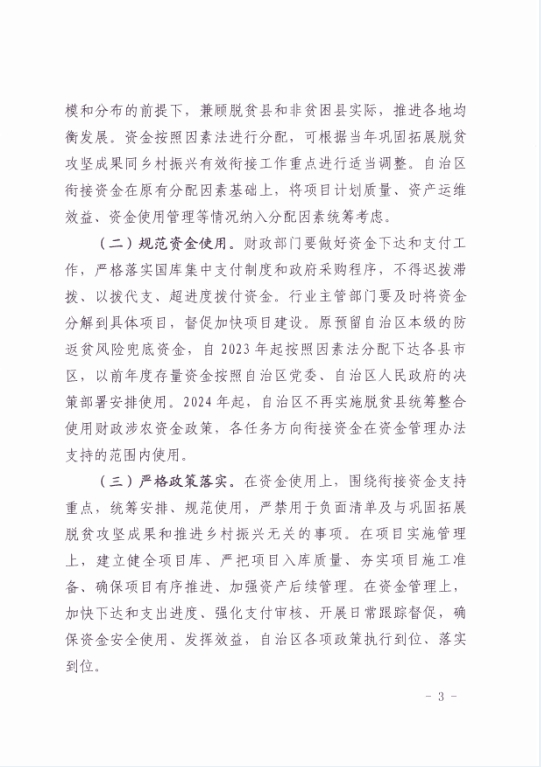 模和分布的前提下，兼顾脱贫县和非贫困县实际，推进各地均
衡发展。资金按照因素法进行分配，可根据当年巩固拓展脱贫
攻坚成果同乡村振兴有效衔接工作重点进行适当调整。自治区
衔接资金在原有分配因素基础上，将项目计划质量、资产运维
效益、资金使用管理等情况纳入分配因素统筹考虑。
（二）规范资金使用。财政部门要做好资金下达和支付工
作，严格落实国库集中支付制度和政府采购程序，不得迟拨滞
拨、以拨代支、超进度拨付资金。行业主管部门要及时将资金
分解到具体项目，督促加快项目建设。原预留自治区本级的防
返贫风险兜底资金，自 2023 年起按照因素法分配下达各县市
区，以前年度存量资金按照自治区党委、自治区人民政府的决
策部署安排使用。2024 年起，自治区不再实施脱贫县统筹整合
使用财政涉农资金政策，各任务方向衔接资金在资金管理办法
支持的范围内使用。
（三）严格政策落实。在资金使用上，围绕衔接资金支持
重点，统筹安排、规范使用，严禁用于负面清单及与巩固拓展
脱贫攻坚成果和推进乡村振兴无关的事项。在项目实施管理
上，建立健全项目库、严把项目入库质量、夯实项目施工准
备、确保项目有序推进、加强资产后续管理。在资金管理上，
加快下达和支出进度、强化支付审核、开展日常跟踪督促，确
保资金安全使用、发挥效益，自治区各项政策执行到位、落实
到位。
- 3 -